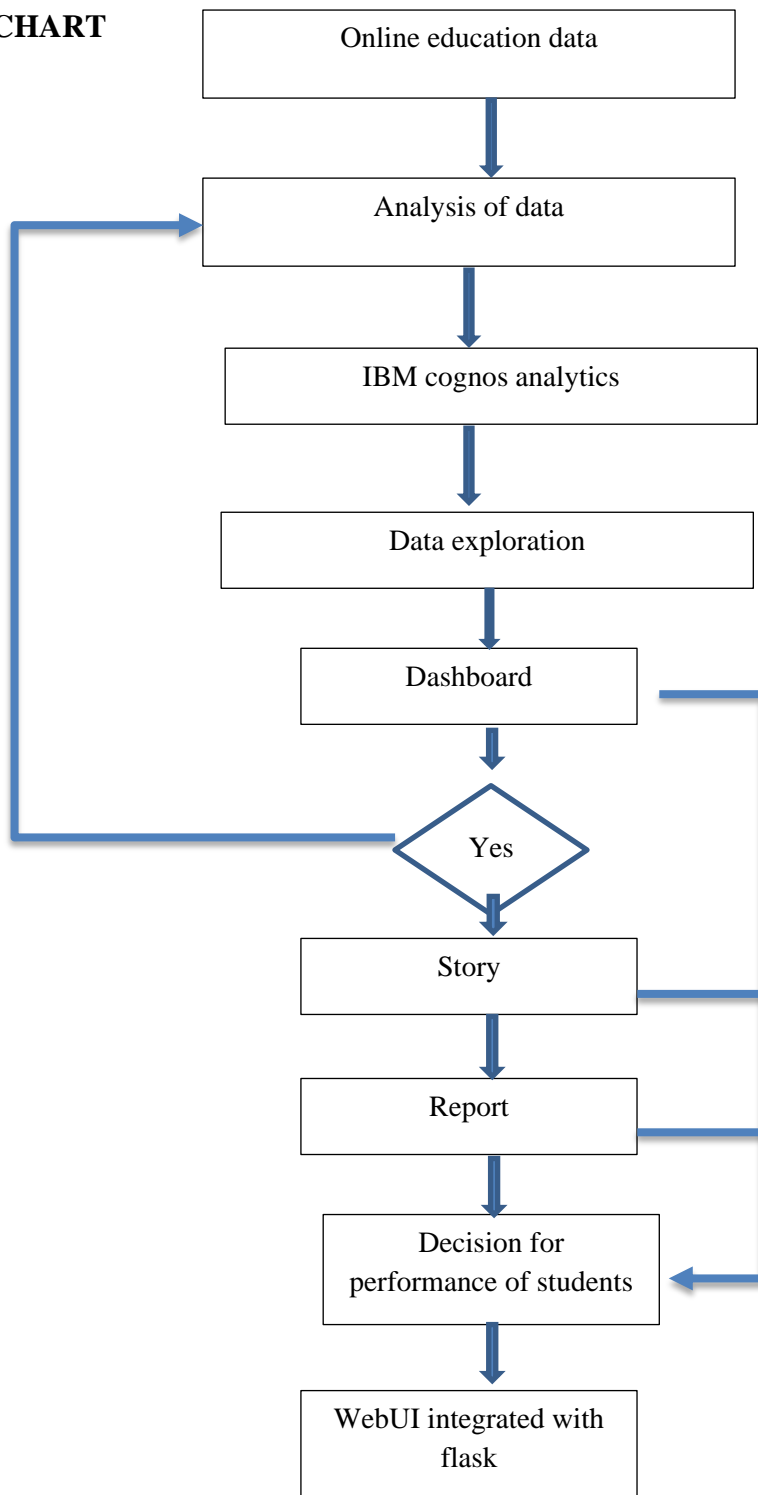 CHART
Online education data
Analysis of data
IBM cognos analytics
Data exploration
Dashboard
Yes
Story
Report
Decision for
performance of students
WebUI integrated with
flask